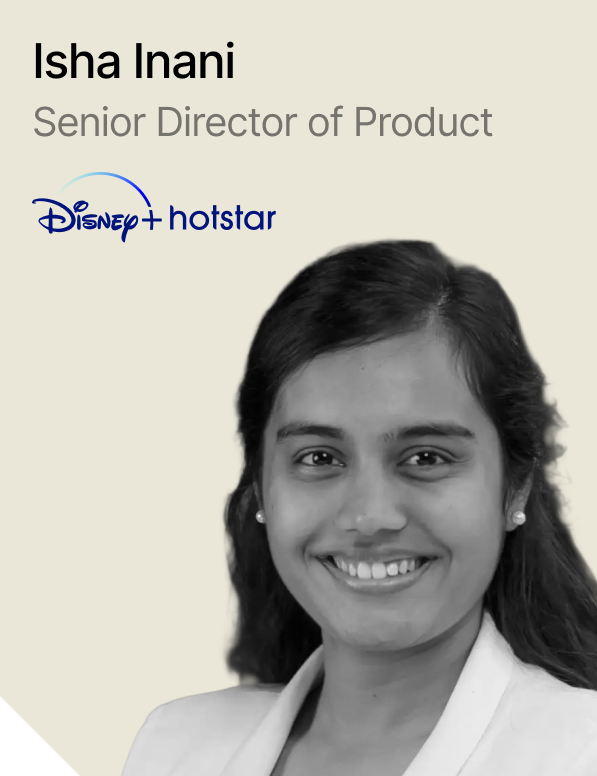 Isha Inani
Senior Director of Product
Disney+ hotstar